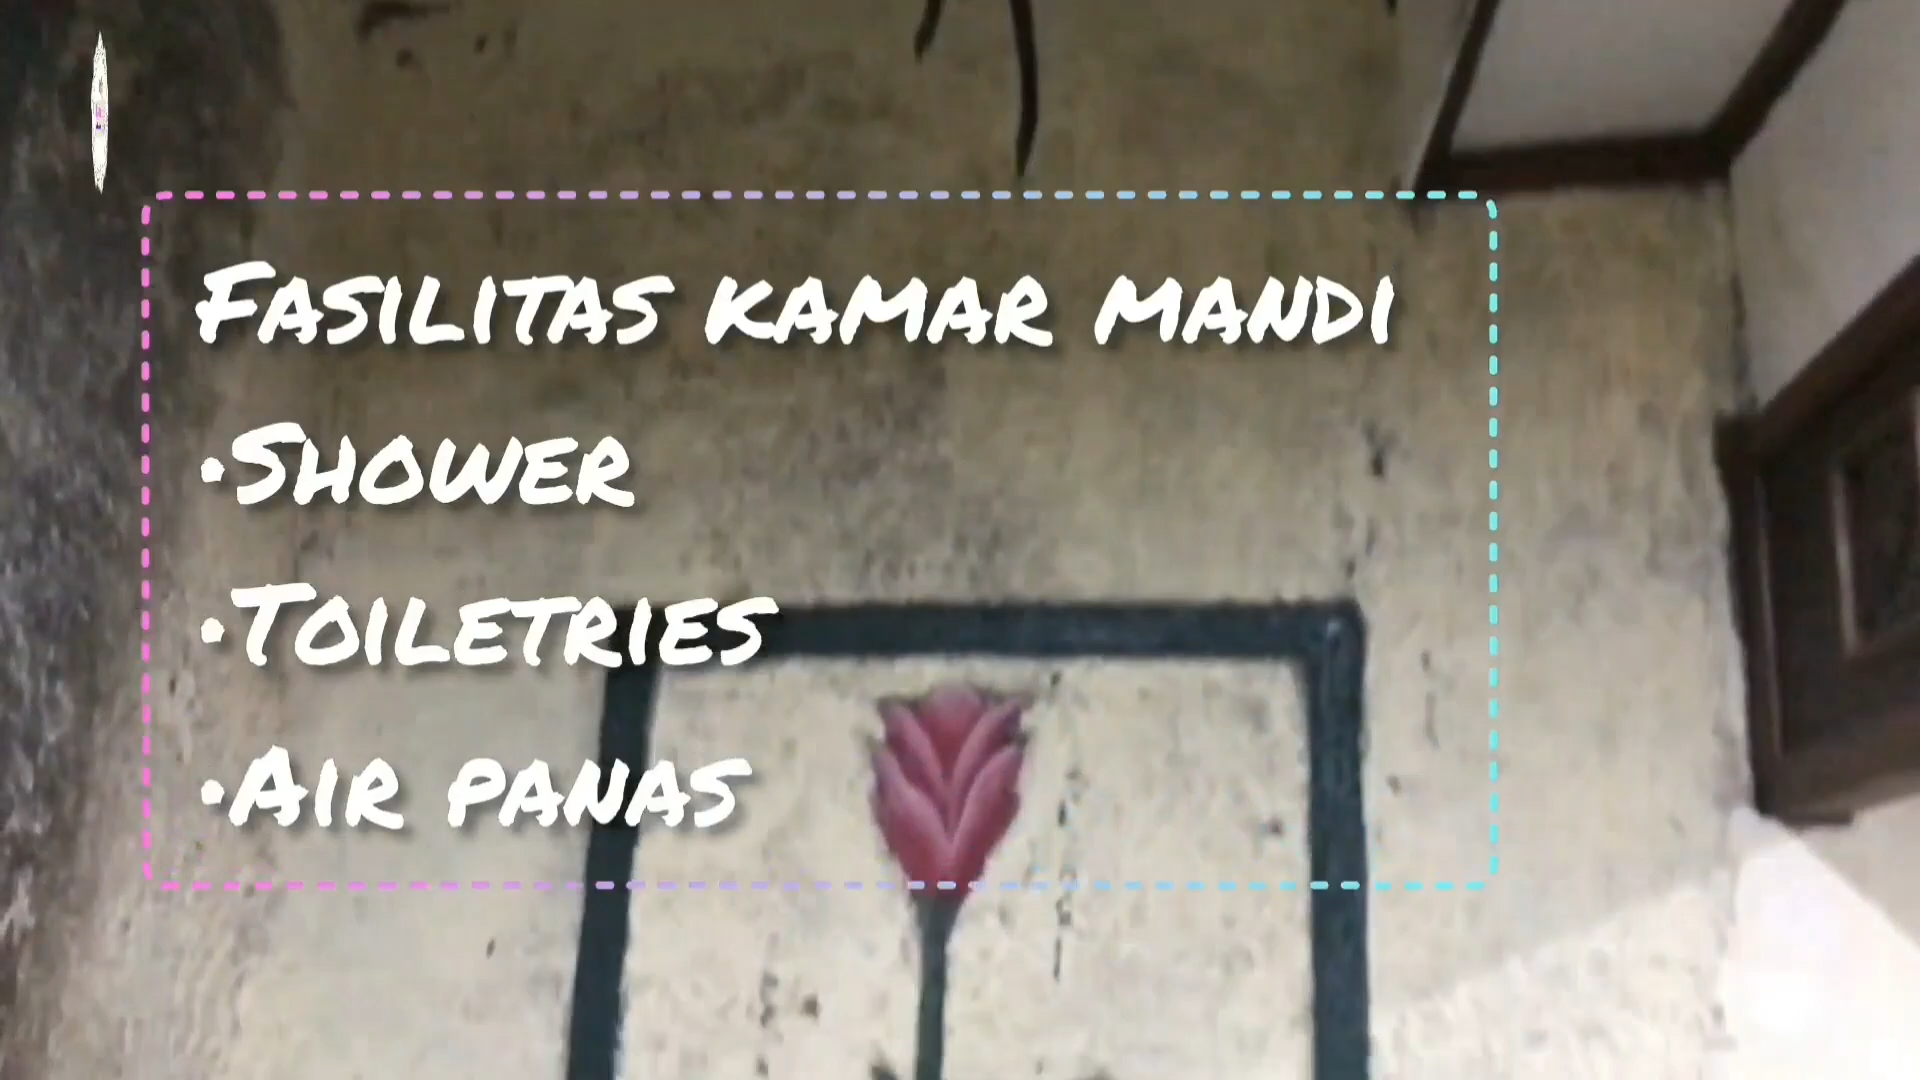 Fasilitas kamar mandi
•Shower
•Toiletries
•Air panas